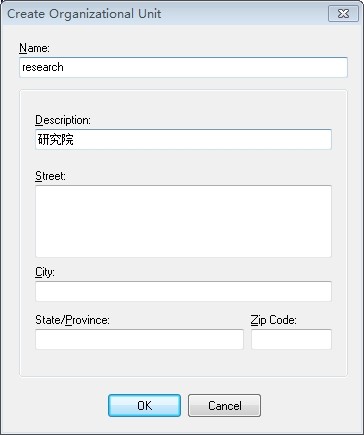 Create Organizational Unit
Name:
research
Description:
研究院
Street:
City:
State/Province: Zip Code:
OK Cancel